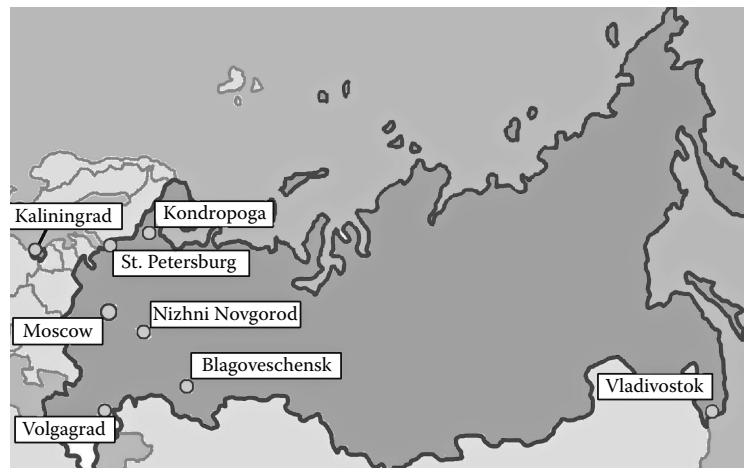 Kaliningrad
Kondropoga
St. Petersburg
Moscow
Nizhni Novgorod
Blagoveschensk
Vladivostok
Volgagrad